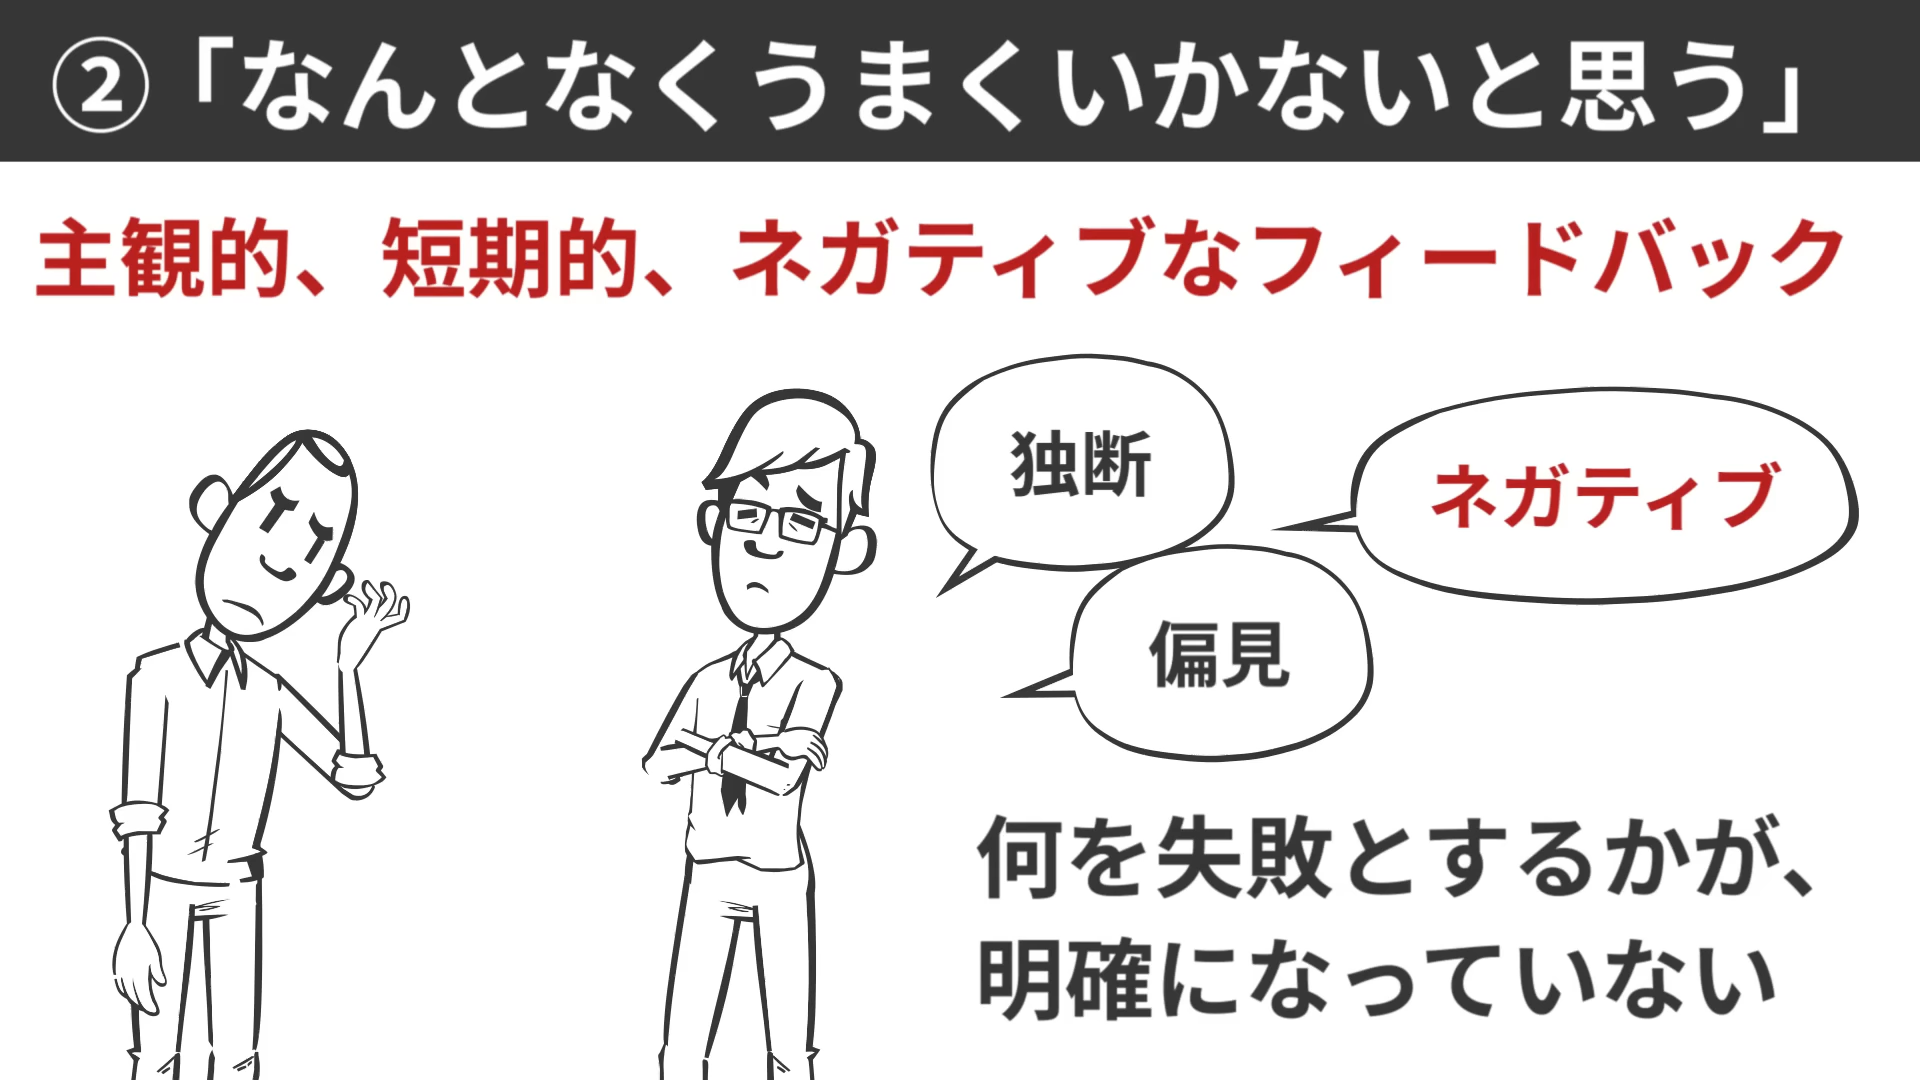 ②「なんとなくうまくいかないと思う」
主観的、短期的、ネガティブなフィードバック
独断
ネガティブ
偏見
何を失敗とするかが、
明確になっていない